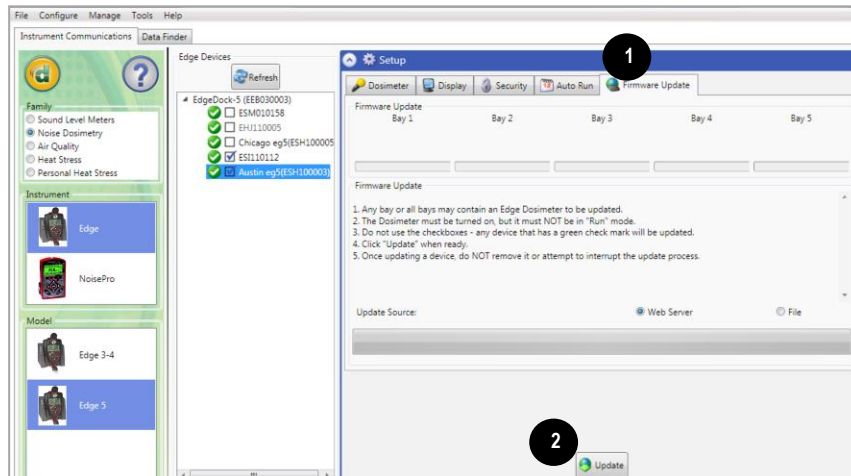 File Configure Manage Tools Help
Instrument Communications Data Finder
d ?
Family
Sound Level Meters
Noise Dosimetry
Air Quality
Heat Stress
Personal Heat Stress
Instrument
Edge
NoisePro
Model
Edge 3-4
Edge 5
Edge Devices
Refresh
EdgeDock-5 (EEB030003)
ESM010158
EHJ110005
Chicago eg5(ESH100005
ESI110112
Austin eg5(ESH100003)
Setup
1
Dosimeter Display Security Auto Run Firmware Update
Firmware Update
Bay 1 Bay 2 Bay 3 Bay 4 Bay 5
Firmware Update
1. Any bay or all bays may contain an Edge Dosimeter to be updated.
2. The Dosimeter must be turned on, but it must NOT be in "Run" mode.
3. Do not use the checkboxes - any device that has a green check mark will be updated.
4. Click "Update" when ready.
5. Once updating a device, do NOT remove it or attempt to interrupt the update process.
Update Source: Web Server File
2
Update